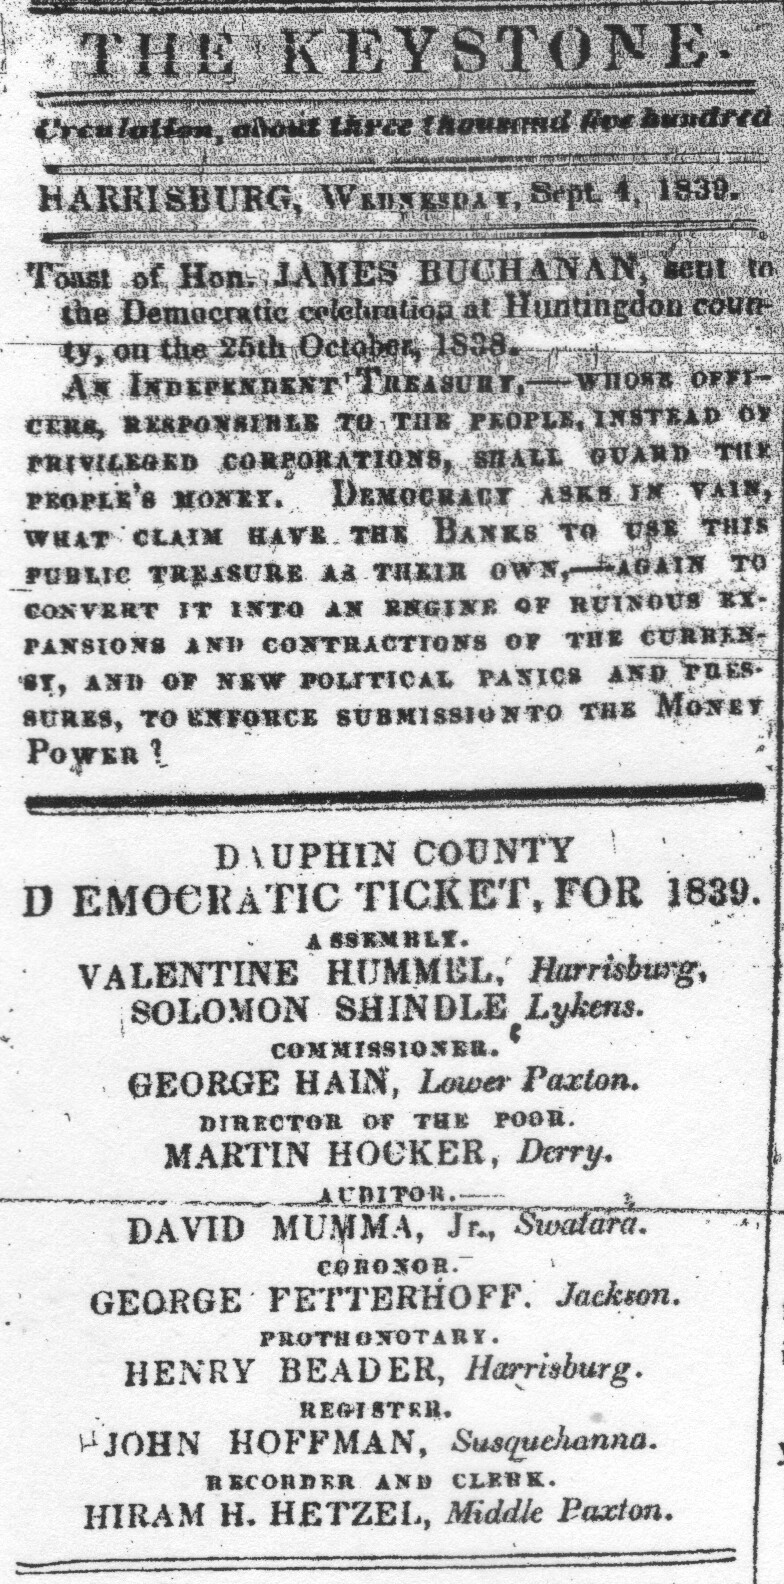 THE KEYSTONE.
Circulation, about three thousand five hundred
HARRISBURG, WEDNESDAY, Sept. 4, 1839.
Toast of Hon. JAMES BUCHANAN, sent to
the Democratic celebration at Huntingdon coun-
ty, on the 25th October, 1838.
AN INDEPENDENT TREASURY,—WHOSE OFFI-
CERS, RESPONSIBLE TO THE PEOPLE, INSTEAD OF
PRIVILEGED CORPORATIONS, SHALL GUARD THE
PEOPLE'S MONEY. DEMOCRACY ASKS IN VAIN,
WHAT CLAIM HAVE THE BANKS TO USE THIS
PUBLIC TREASURE AS THEIR OWN,—AGAIN TO
CONVERT IT INTO AN ENGINE OF RUINOUS EX-
PANSIONS AND CONTRACTIONS OF THE CURREN-
SY, AND OF NEW POLITICAL PANICS AND PRES-
SURES, TO ENFORCE SUBMISSION TO THE MONEY
POWER?
DAUPHIN COUNTY
DEMOCRATIC TICKET, FOR 1839.
ASSEMBLY.
VALENTINE HUMMEL, Harrisburg,
SOLOMON SHINDLE, Lykens.
COMMISSIONER.
GEORGE HAIN, Lower Paxton.
DIRECTOR OF THE POOR.
MARTIN HOCKER, Derry.
AUDITOR.
DAVID MUMMA, Jr., Swatara.
CORONOR.
GEORGE FETTERHOFF. Jackson.
PROTHONOTARY.
HENRY BEADER, Harrisburg.
REGISTER.
JOHN HOFFMAN, Susquehanna.
RECORDER AND CLERK.
HIRAM H. HETZEL, Middle Paxton.